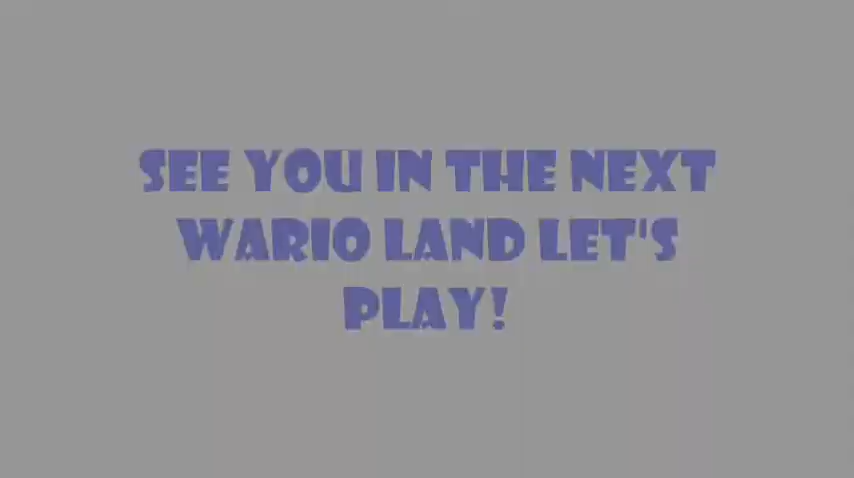 SEE YOU IN THE NEXT
WARIO LAND LET'S
PLAY!